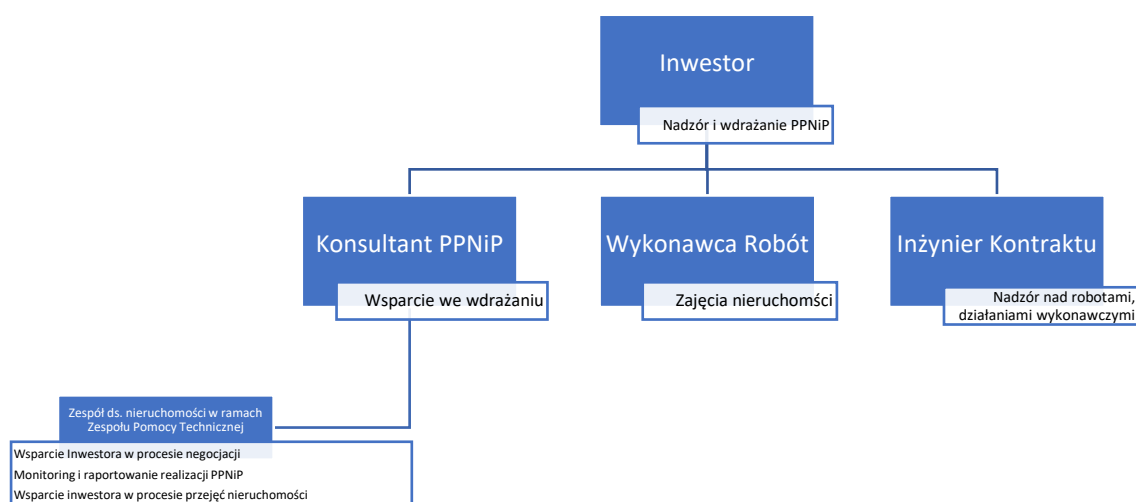 Inwestor
Nadzór i wdrażanie PPNiP
Konsultant PPNiP
Wsparcie we wdrażaniu
Wykonawca Robót
Zajęcia nieruchomści
Inżynier Kontraktu
Nadzór nad robotami,
działaniami wykonawczymi
Zespół ds. nieruchomości w ramach
Zespołu Pomocy Technicznej
Wsparcie Inwestora w procesie negocjacji
Monitoring i raportowanie realizacji PPNiP
Wsparcie inwestora w procesie przejęć nieruchomości